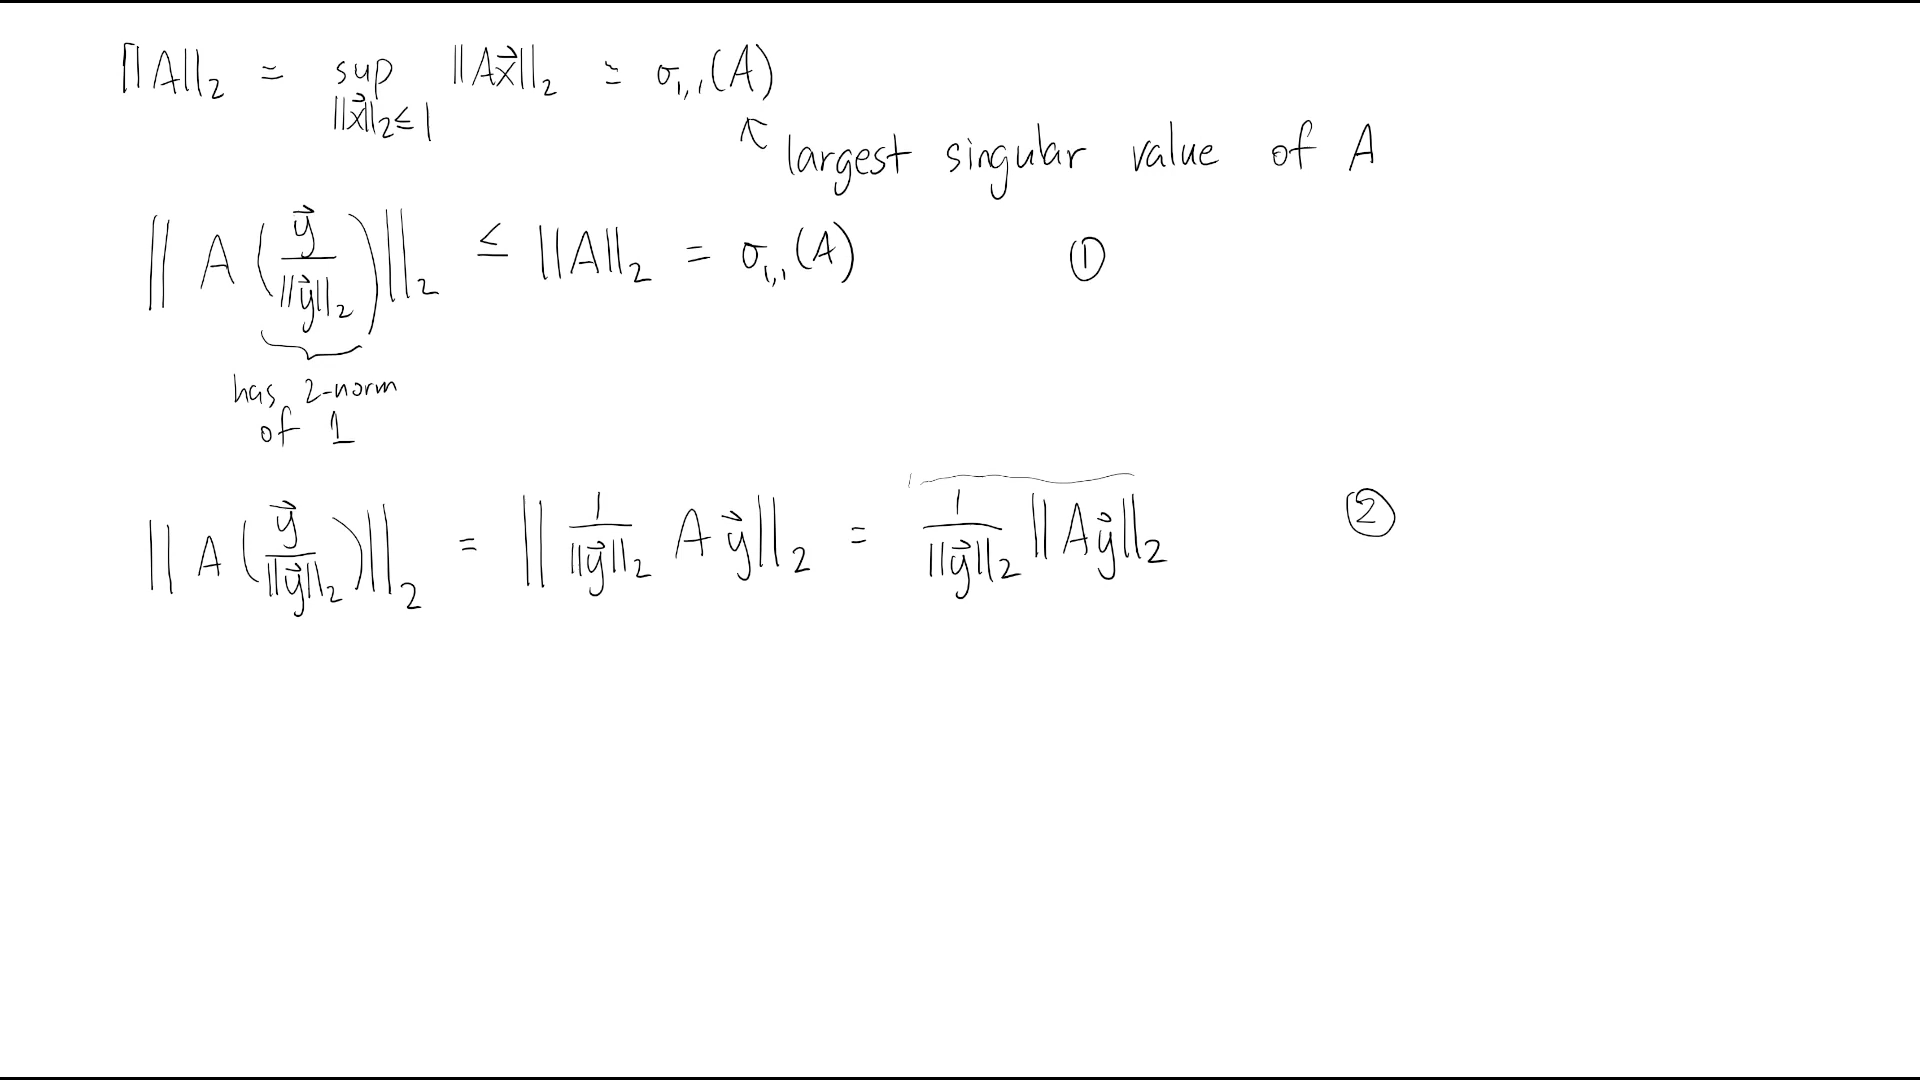 ‖A‖₂ = sup ‖Ax⃗‖₂ = σ₁,₁(A)
‖x⃗‖₂≤1
↖ largest singular value of A
‖A(y⃗/‖y⃗‖₂)‖₂ ≤ ‖A‖₂ = σ₁,₁(A) ①
has 2-norm
of 1
‖A(y⃗/‖y⃗‖₂)‖₂ = ‖1/‖y⃗‖₂ Ay⃗‖₂ = 1/‖y⃗‖₂ ‖Ay⃗‖₂ ②